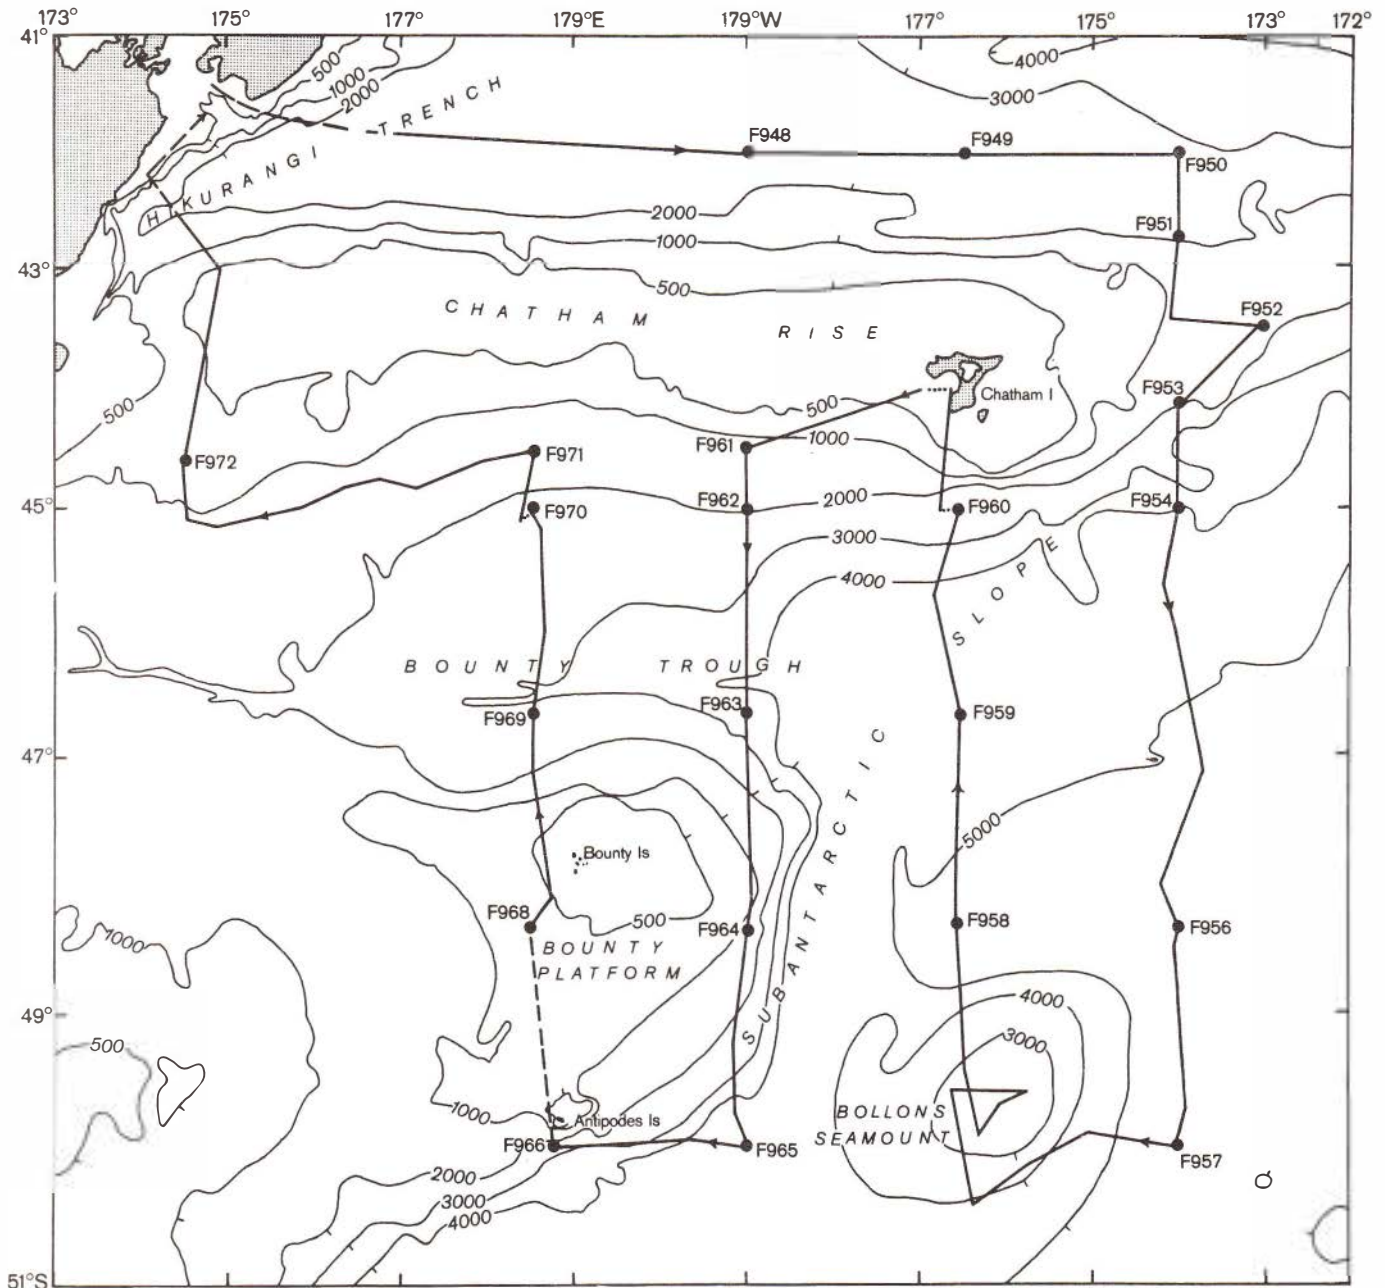 173° 175° 177° 179°E 179°W 177° 175° 173° 172°
41°
4000
500
1000
3000
2000
HIKURANGI TRENCH
F948
F949
F950
2000
F951
1000
43°
500
CHATHAM RISE
F952
F953
Chatham I
500
500
1000
F961
F971
F972
F962
2000
F954
45°
F970
F960
3000
4000
SUBANTARCTIC SLOPE
BOUNTY TROUGH
F963
F969
F959
47°
5000
Bounty Is
F968
500
F964
F958
F956
1000
BOUNTY
PLATFORM
4000
49°
3000
500
1000
Antipodes Is
BOLLONS
SEAMOUNT
F966
F965
F957
2000
3000
4000
51°S